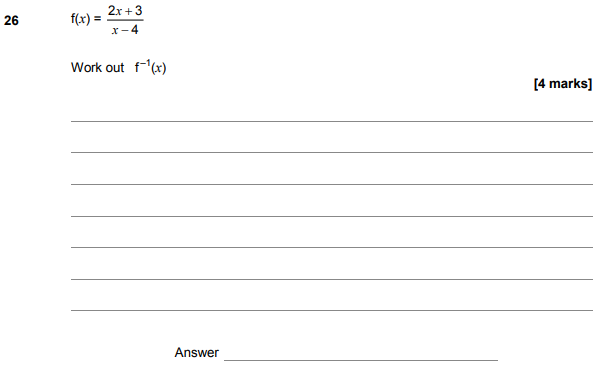 26 f(x) = 2x + 3 / x − 4
Work out f⁻¹(x)
[4 marks]
Answer